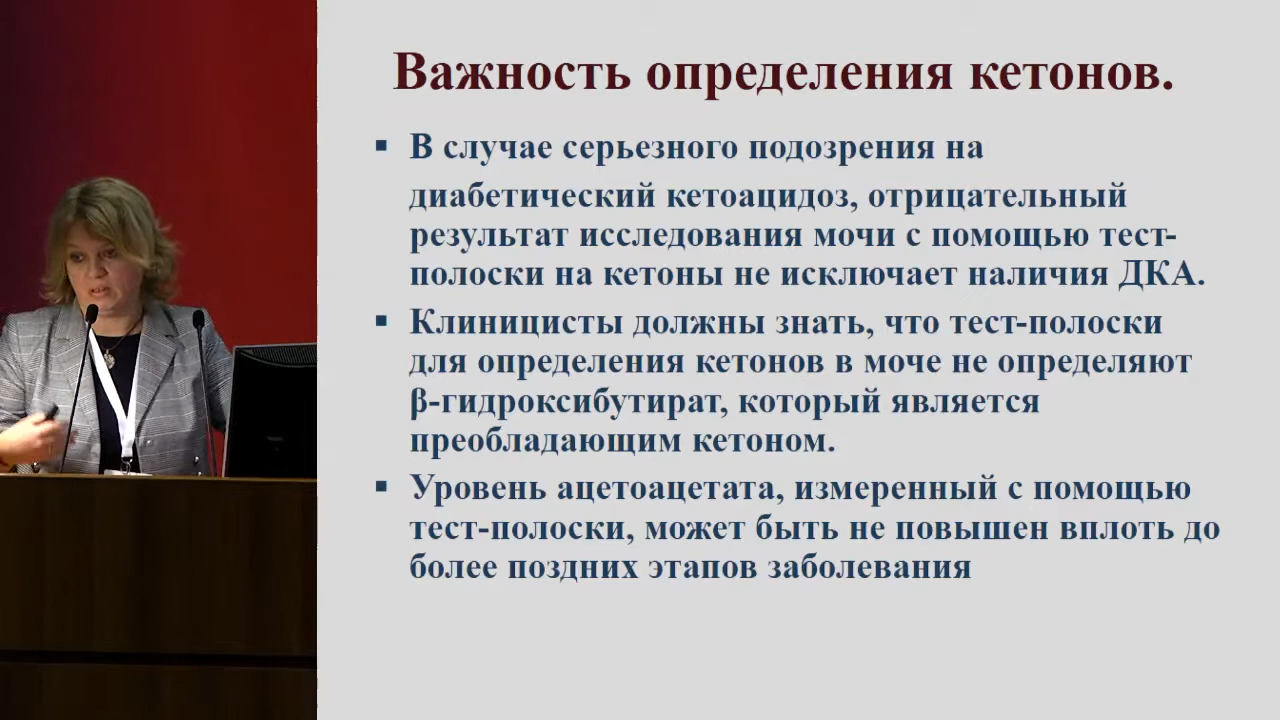 Важность определения кетонов.
▪ В случае серьезного подозрения на
диабетический кетоацидоз, отрицательный
результат исследования мочи с помощью тест-
полоски на кетоны не исключает наличия ДКА.
▪ Клиницисты должны знать, что тест-полоски
для определения кетонов в моче не определяют
β-гидроксибутират, который является
преобладающим кетоном.
▪ Уровень ацетоацетата, измеренный с помощью
тест-полоски, может быть не повышен вплоть до
более поздних этапов заболевания